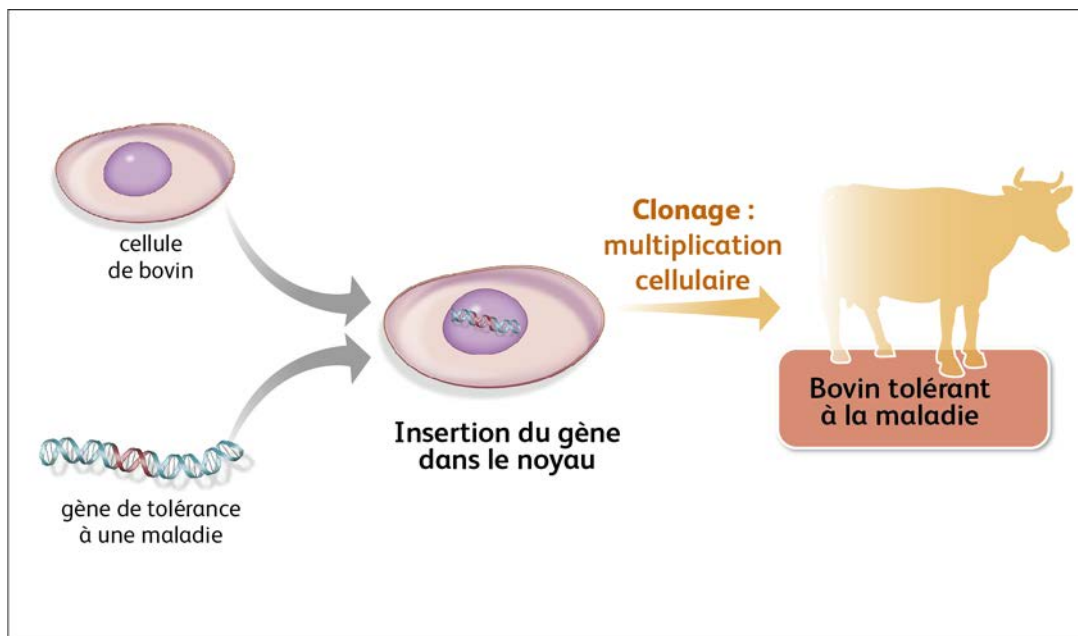 cellule
de bovin
gène de tolérance
à une maladie
Insertion du gène
dans le noyau
Clonage :
multiplication
cellulaire
Bovin tolérant
à la maladie